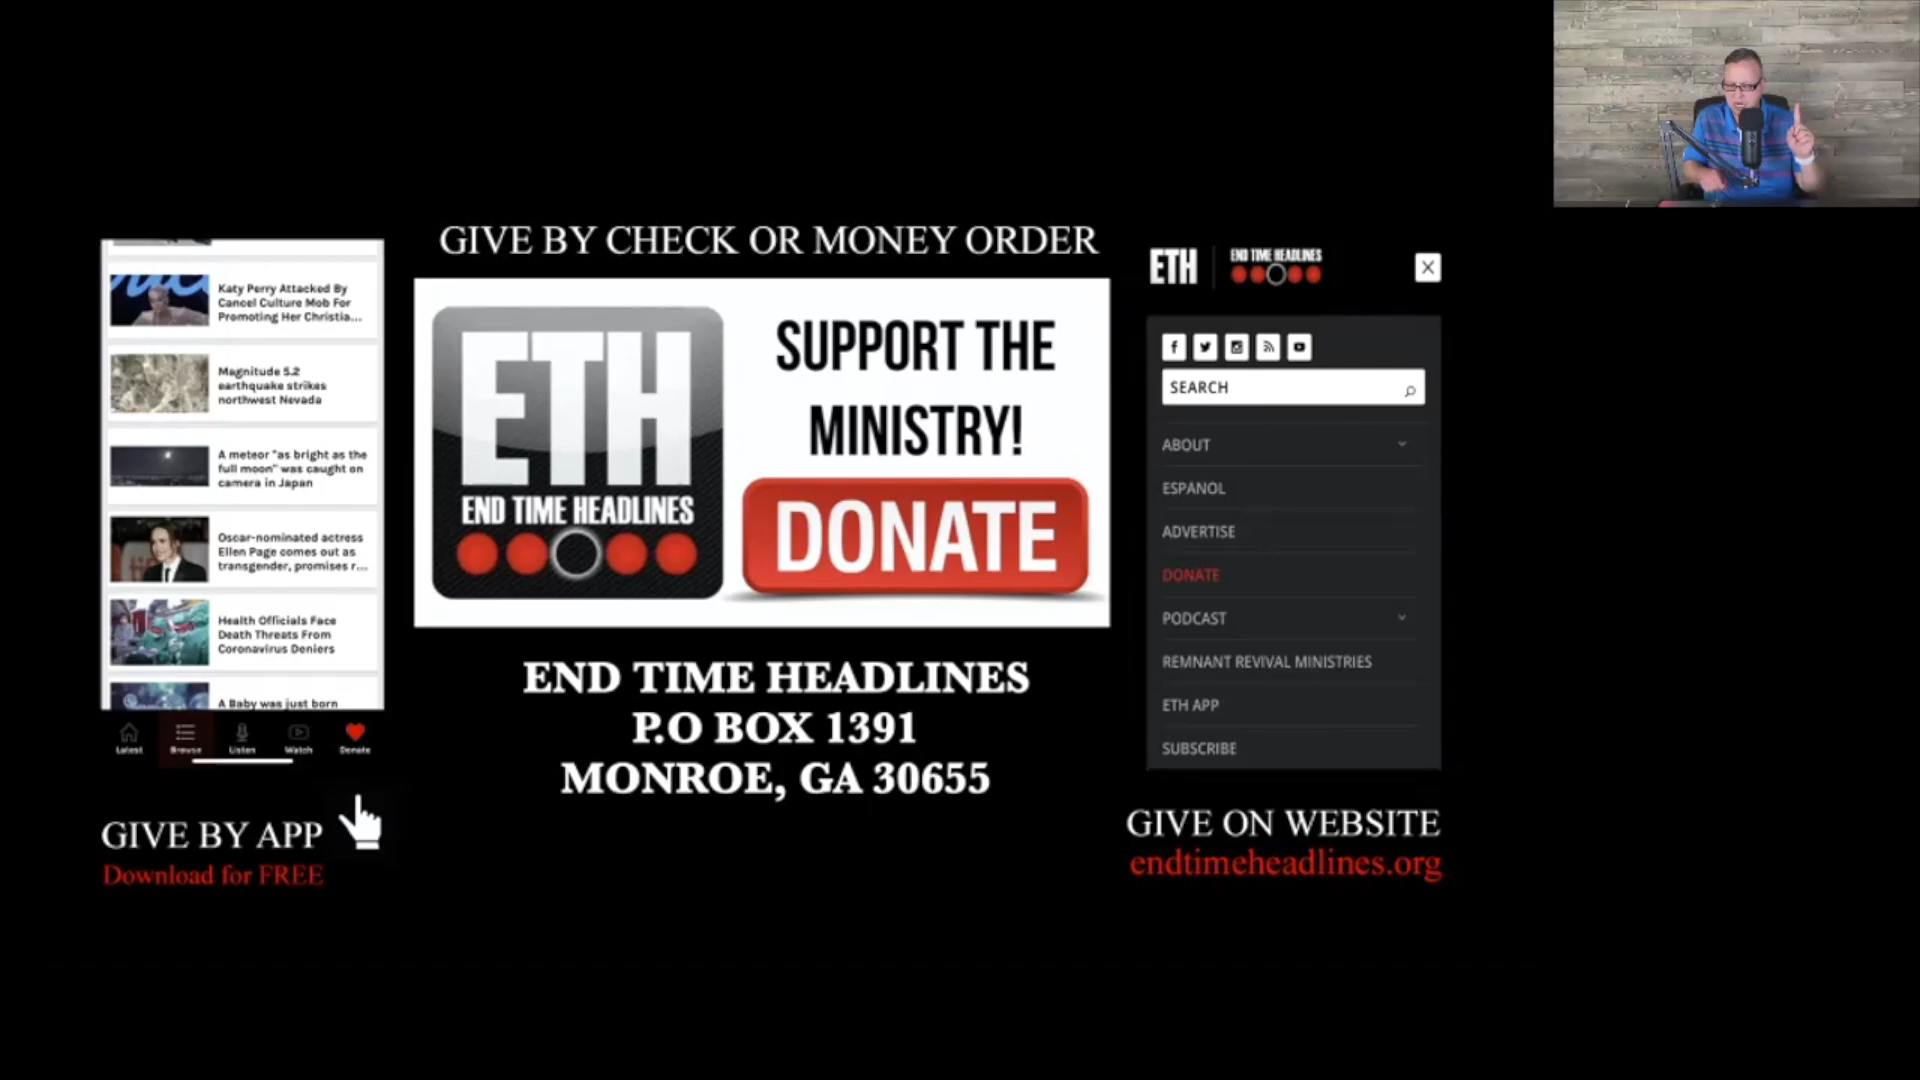 GIVE BY CHECK OR MONEY ORDER
Katy Perry Attacked By
Cancel Culture Mob For
Promoting Her Christia...
Magnitude 5.2
earthquake strikes
northwest Nevada
A meteor "as bright as the
full moon" was caught on
camera in Japan
Oscar-nominated actress
Ellen Page comes out as
transgender, promises r...
Health Officials Face
Death Threats From
Coronavirus Deniers
A Baby was just born
Latest
Browse
Listen
Watch
Donate
GIVE BY APP
Download for FREE
ETH
END TIME HEADLINES
SUPPORT THE
MINISTRY!
DONATE
END TIME HEADLINES
P.O BOX 1391
MONROE, GA 30655
ETH
END TIME HEADLINES
SEARCH
ABOUT
ESPANOL
ADVERTISE
DONATE
PODCAST
REMNANT REVIVAL MINISTRIES
ETH APP
SUBSCRIBE
GIVE ON WEBSITE
endtimeheadlines.org